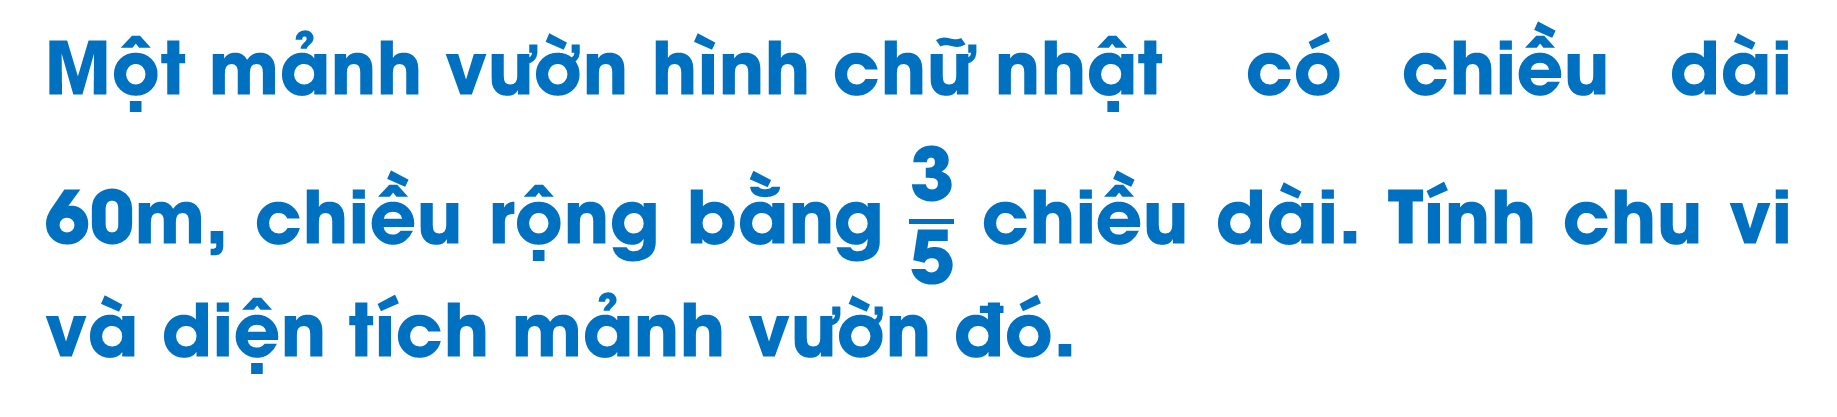 Một mảnh vườn hình chữ nhật có chiều dài
60m, chiều rộng bằng 3/5 chiều dài. Tính chu vi
và diện tích mảnh vườn đó.